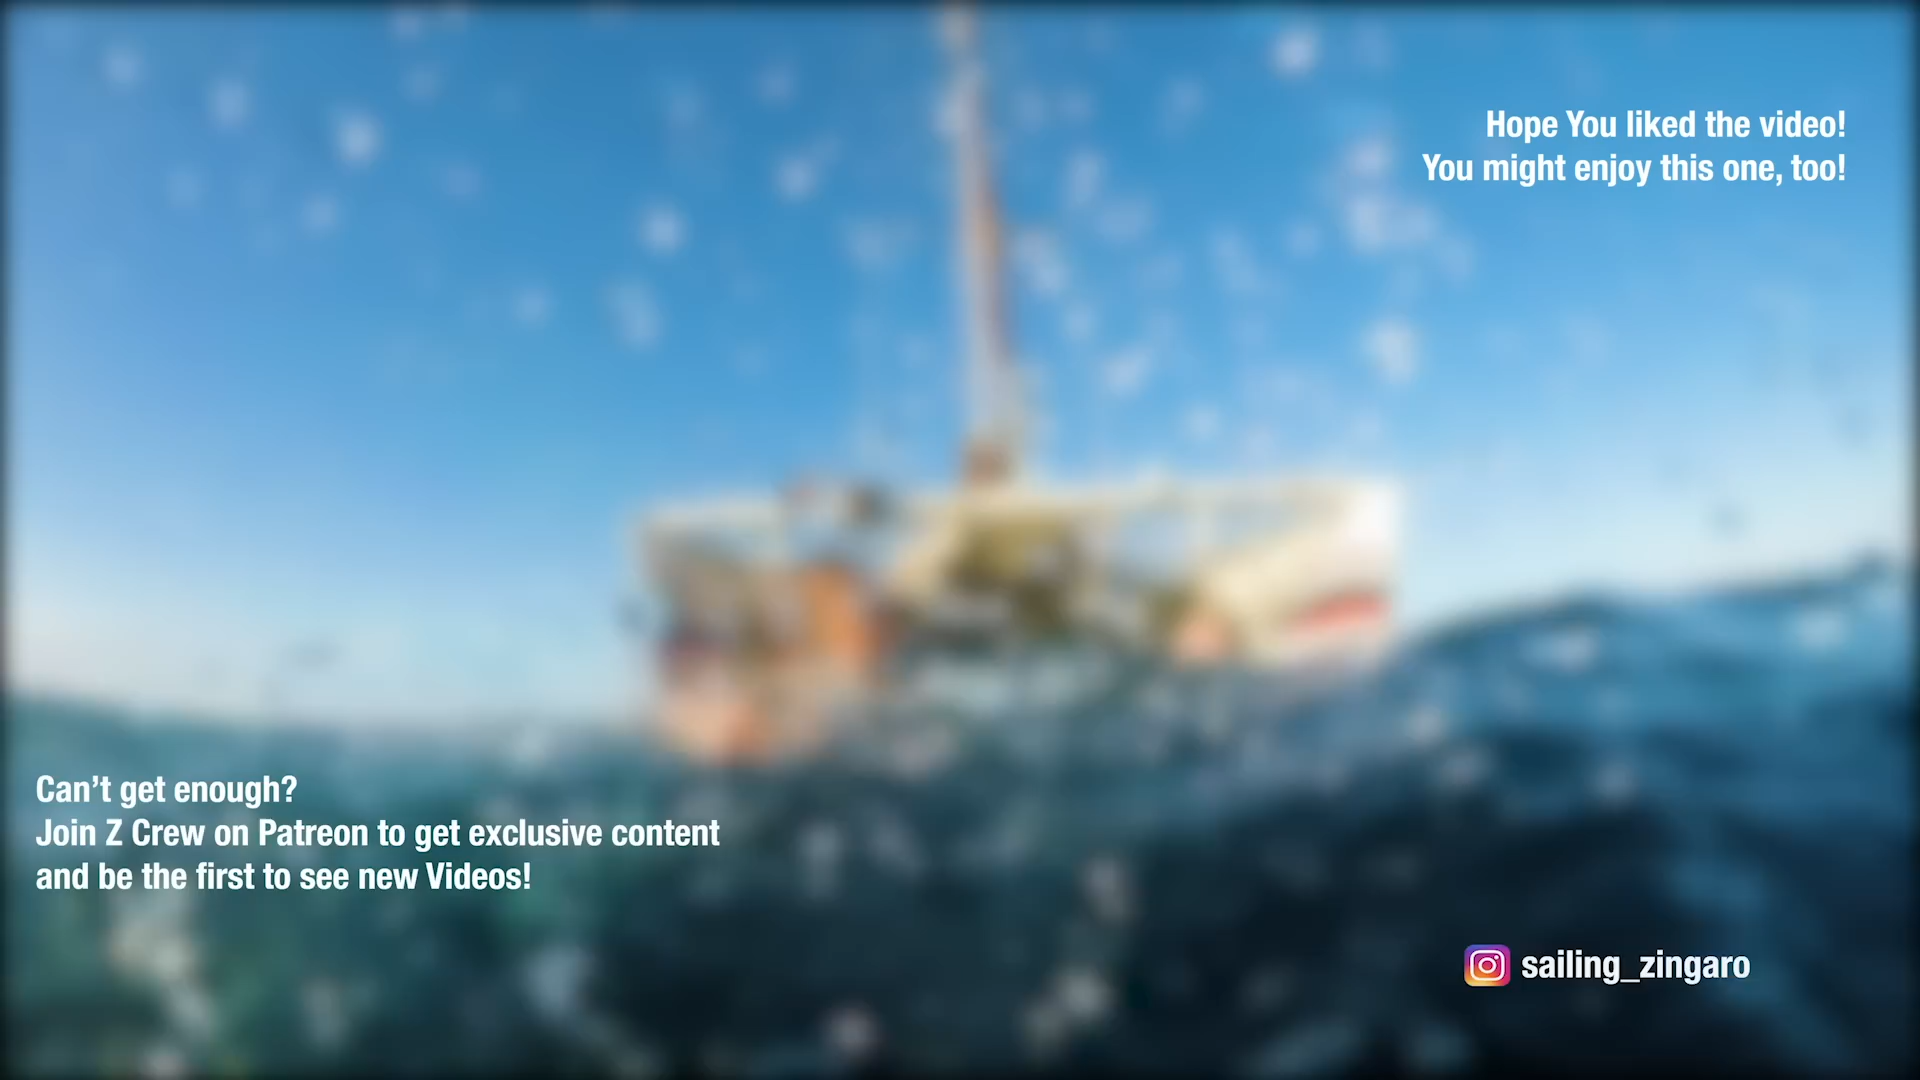 Hope You liked the video!
You might enjoy this one, too!
Can’t get enough?
Join Z Crew on Patreon to get exclusive content
and be the first to see new Videos!
sailing_zingaro